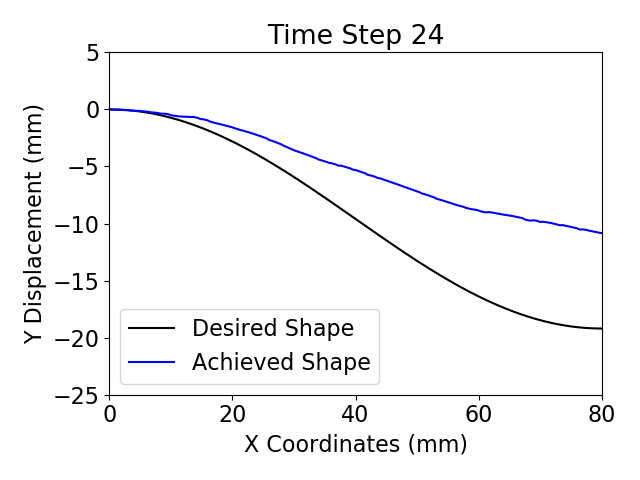 Time Step 24
Y Displacement (mm)
5
0
−5
−10
−15
−20
−25
Desired Shape
Achieved Shape
0 20 40 60 80
X Coordinates (mm)